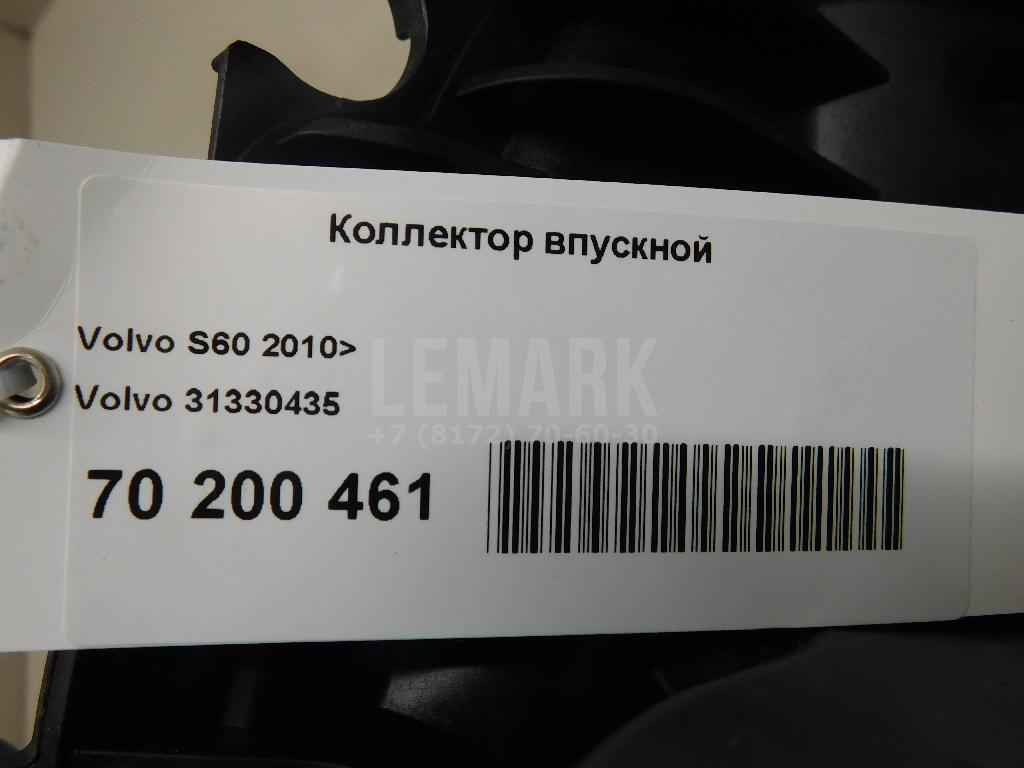 Коллектор впускной
Volvo S60 2010>
Volvo 31330435
LEMARK
+7 (8172) 70-60-30
70 200 461